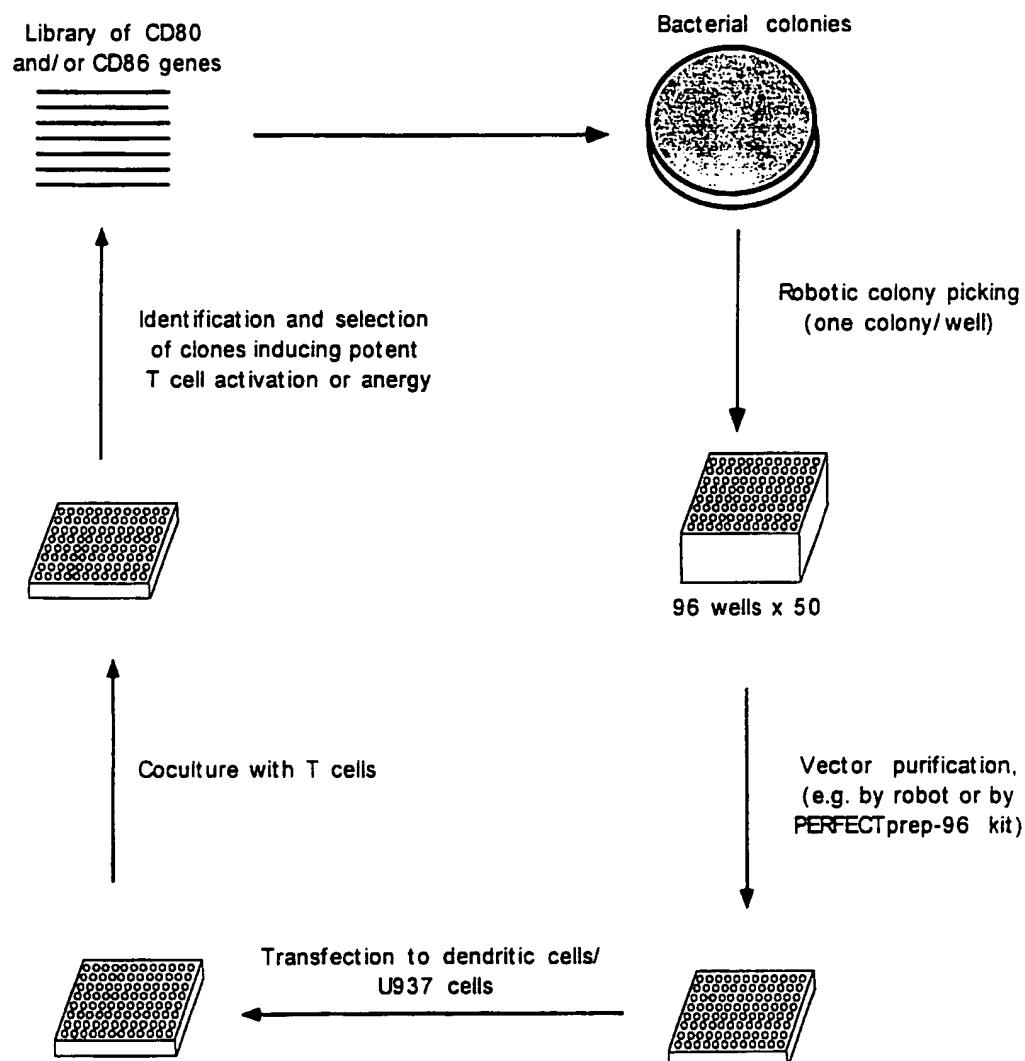 Library of CD80
and/or CD86 genes
Bacterial colonies
Robotic colony picking
(one colony/well)
Identification and selection
of clones inducing potent
T cell activation or anergy
96 wells x 50
Coculture with T cells
Vector purification,
(e.g. by robot or by
PERFECTprep-96 kit)
Transfection to dendritic cells/
U937 cells